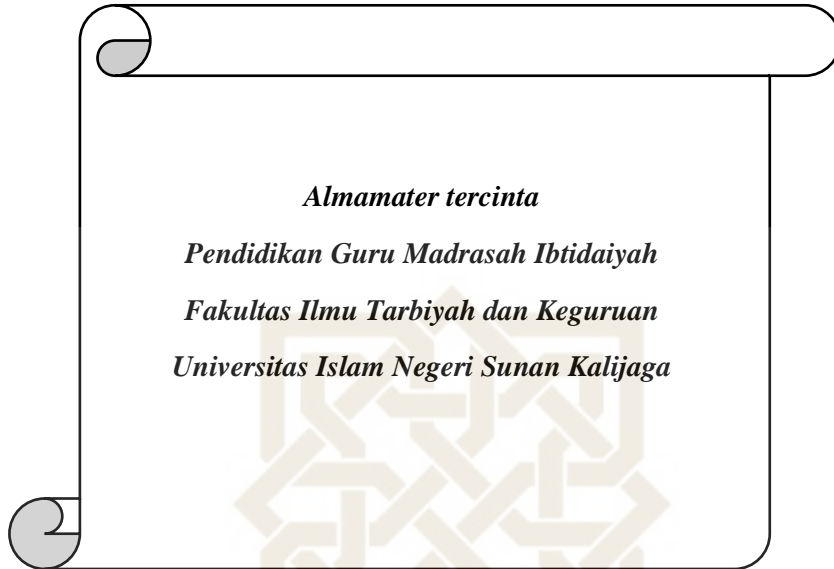 Almamater tercinta
Pendidikan Guru Madrasah Ibtidaiyah
Fakultas Ilmu Tarbiyah dan Keguruan
Universitas Islam Negeri Sunan Kalijaga